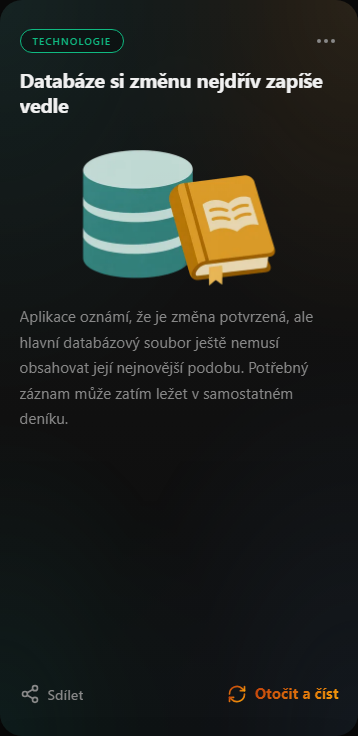 TECHNOLOGIE
Databáze si změnu nejdřív zapíše
vedle
Aplikace oznámí, že je změna potvrzená, ale
hlavní databázový soubor ještě nemusí
obsahovat její nejnovější podobu. Potřebný
záznam může zatím ležet v samostatném
deníku.
Sdílet
Otočit a číst